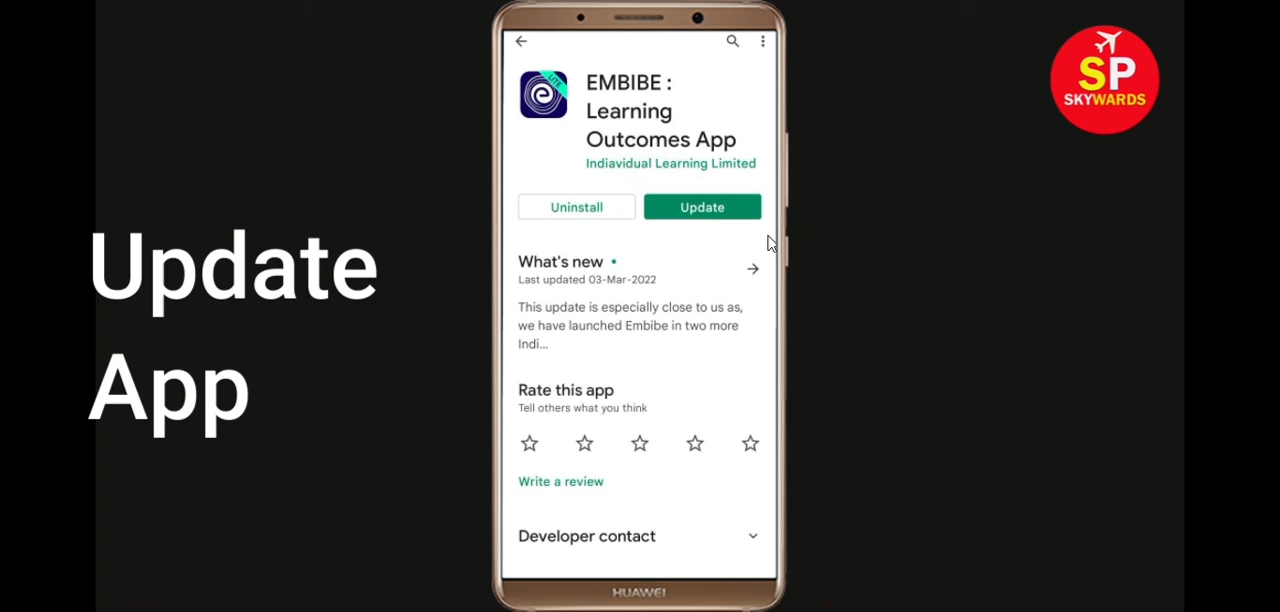 SP
SKYWARDS
Update
App
LITE
EMBIBE :
Learning
Outcomes App
Indiavidual Learning Limited
Uninstall
Update
What's new
Last updated 03-Mar-2022
This update is especially close to us as,
we have launched Embibe in two more
Indi...
Rate this app
Tell others what you think
Write a review
Developer contact
HUAWEI